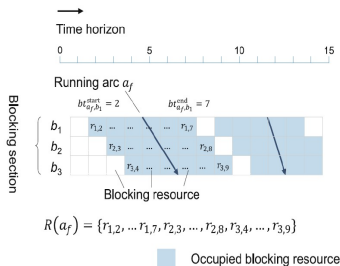 Time horizon
0 5 10 15
Running arc a_f
bt^start_{a_f,b_1} = 2 bt^end_{a_f,b_1} = 7
Blocking section
b_1 r_{1,2} ... ... ... ... r_{1,7}
b_2 r_{2,3} ... ... ... ... r_{2,8}
b_3 r_{3,4} ... ... ... ... r_{3,9}
Blocking resource
R(a_f) = {r_{1,2}, ... r_{1,7}, r_{2,3}, ... , r_{2,8}, r_{3,4}, ... , r_{3,9}}
Occupied blocking resource